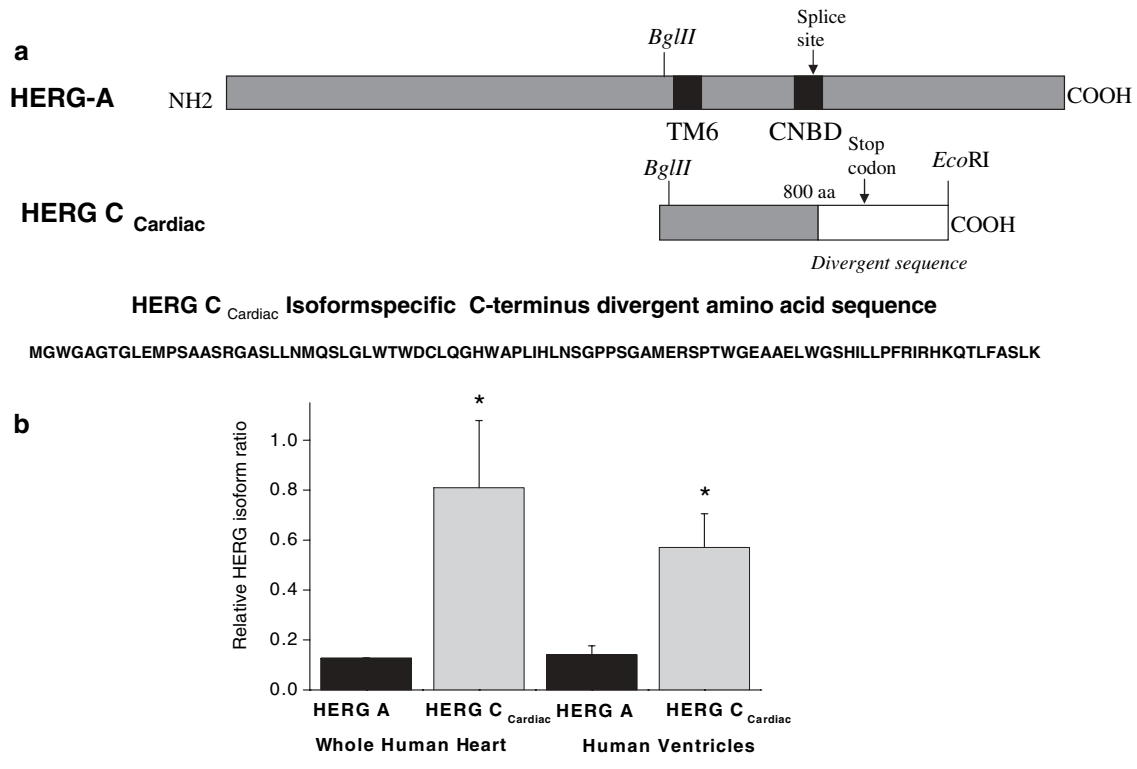 a
BglII
Splice
site
HERG-A
NH2
COOH
TM6
CNBD
Stop
codon
BglII
EcoRI
800 aa
HERG C Cardiac
COOH
Divergent sequence
HERG C Cardiac Isoformspecific C-terminus divergent amino acid sequence
MGWGAGTGLEMPSAASRGASLLNMQSLGLWTWDCLQGHWAPLIHLNSGPPSGAMERSPTWGEAAELWGSHILLPFRIRHKQTLFASLK
b
Relative HERG isoform ratio
1.0
0.8
0.6
0.4
0.2
0.0
*
*
HERG A
HERG C Cardiac
HERG A
HERG C Cardiac
Whole Human Heart
Human Ventricles